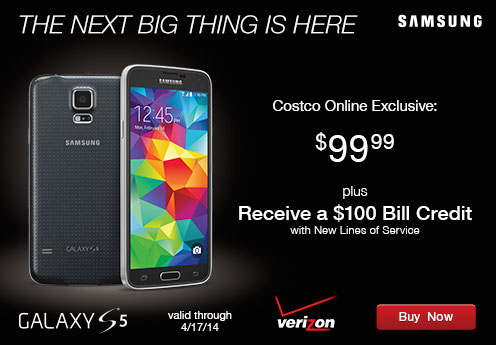 THE NEXT BIG THING IS HERE
SAMSUNG
SAMSUNG
GALAXY S5
SAMSUNG
12:45
Costco Online Exclusive:
$99.99
plus
Receive a $100 Bill Credit
with New Lines of Service
GALAXY S5
valid through
4/17/14
verizon
Buy Now